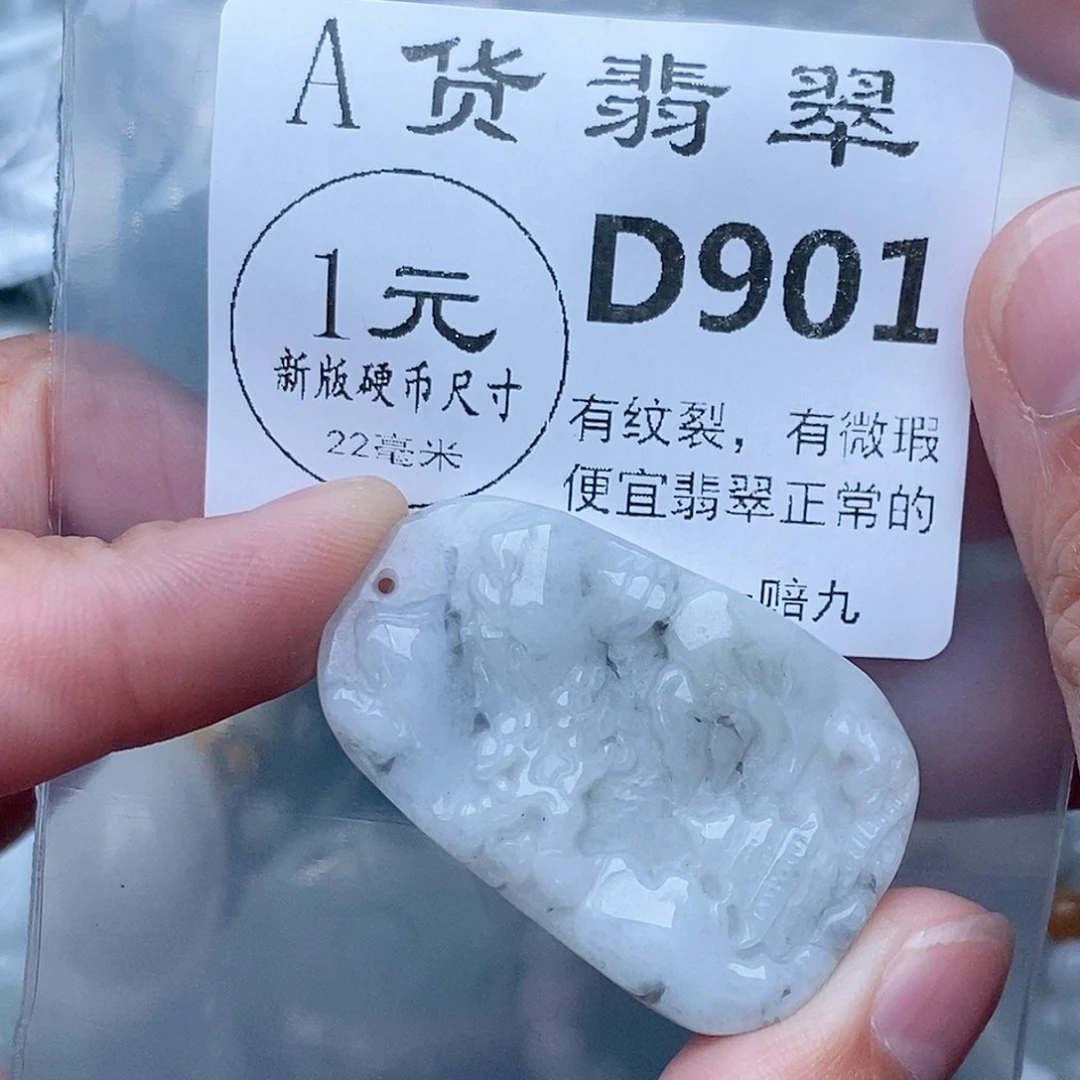 A货翡翠
1元
新版硬币尺寸
22毫米
D901
有纹裂，有微瑕
便宜翡翠正常的
赔九